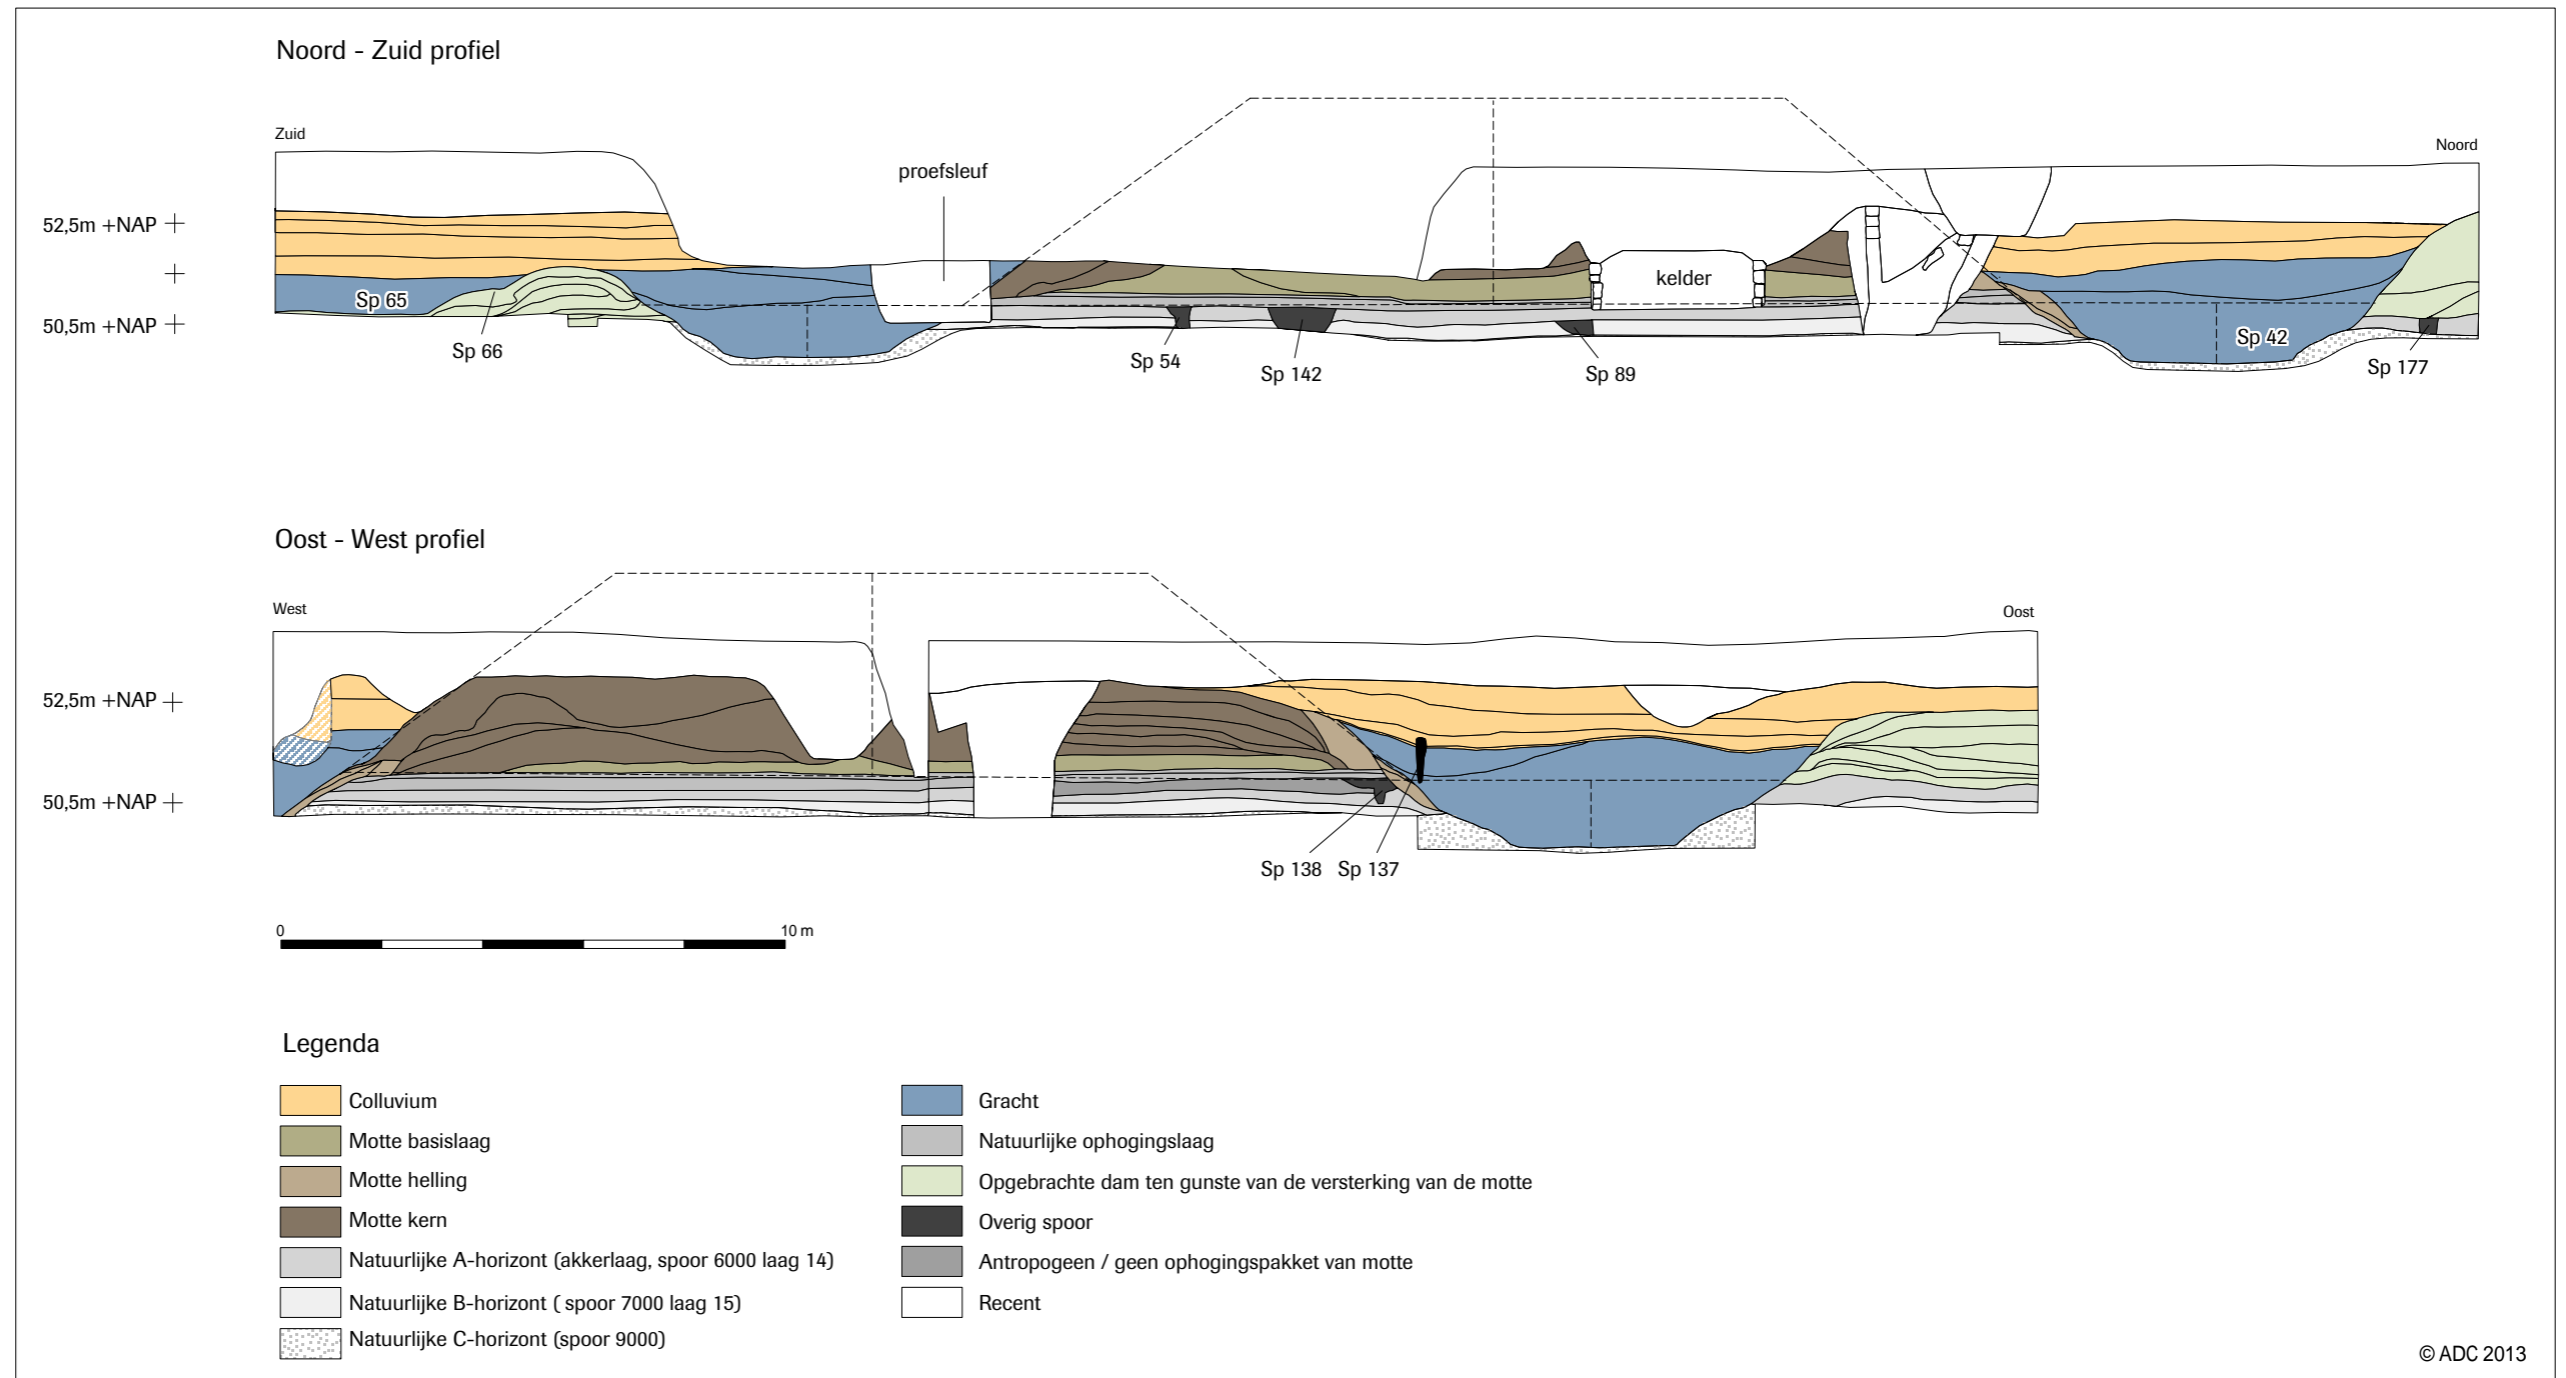 Noord - Zuid profiel
Zuid
Noord
proefsleuf
52,5m +NAP
kelder
Sp 65
50,5m +NAP
Sp 42
Sp 66
Sp 54
Sp 142
Sp 89
Sp 177
Oost - West profiel
West
Oost
52,5m +NAP
50,5m +NAP
Sp 138
Sp 137
0
10 m
Legenda
Colluvium
Motte basislaag
Motte helling
Motte kern
Natuurlijke A-horizont (akkerlaag, spoor 6000 laag 14)
Natuurlijke B-horizont ( spoor 7000 laag 15)
Natuurlijke C-horizont (spoor 9000)
Gracht
Natuurlijke ophogingslaag
Opgebrachte dam ten gunste van de versterking van de motte
Overig spoor
Antropogeen / geen ophogingspakket van motte
Recent
© ADC 2013